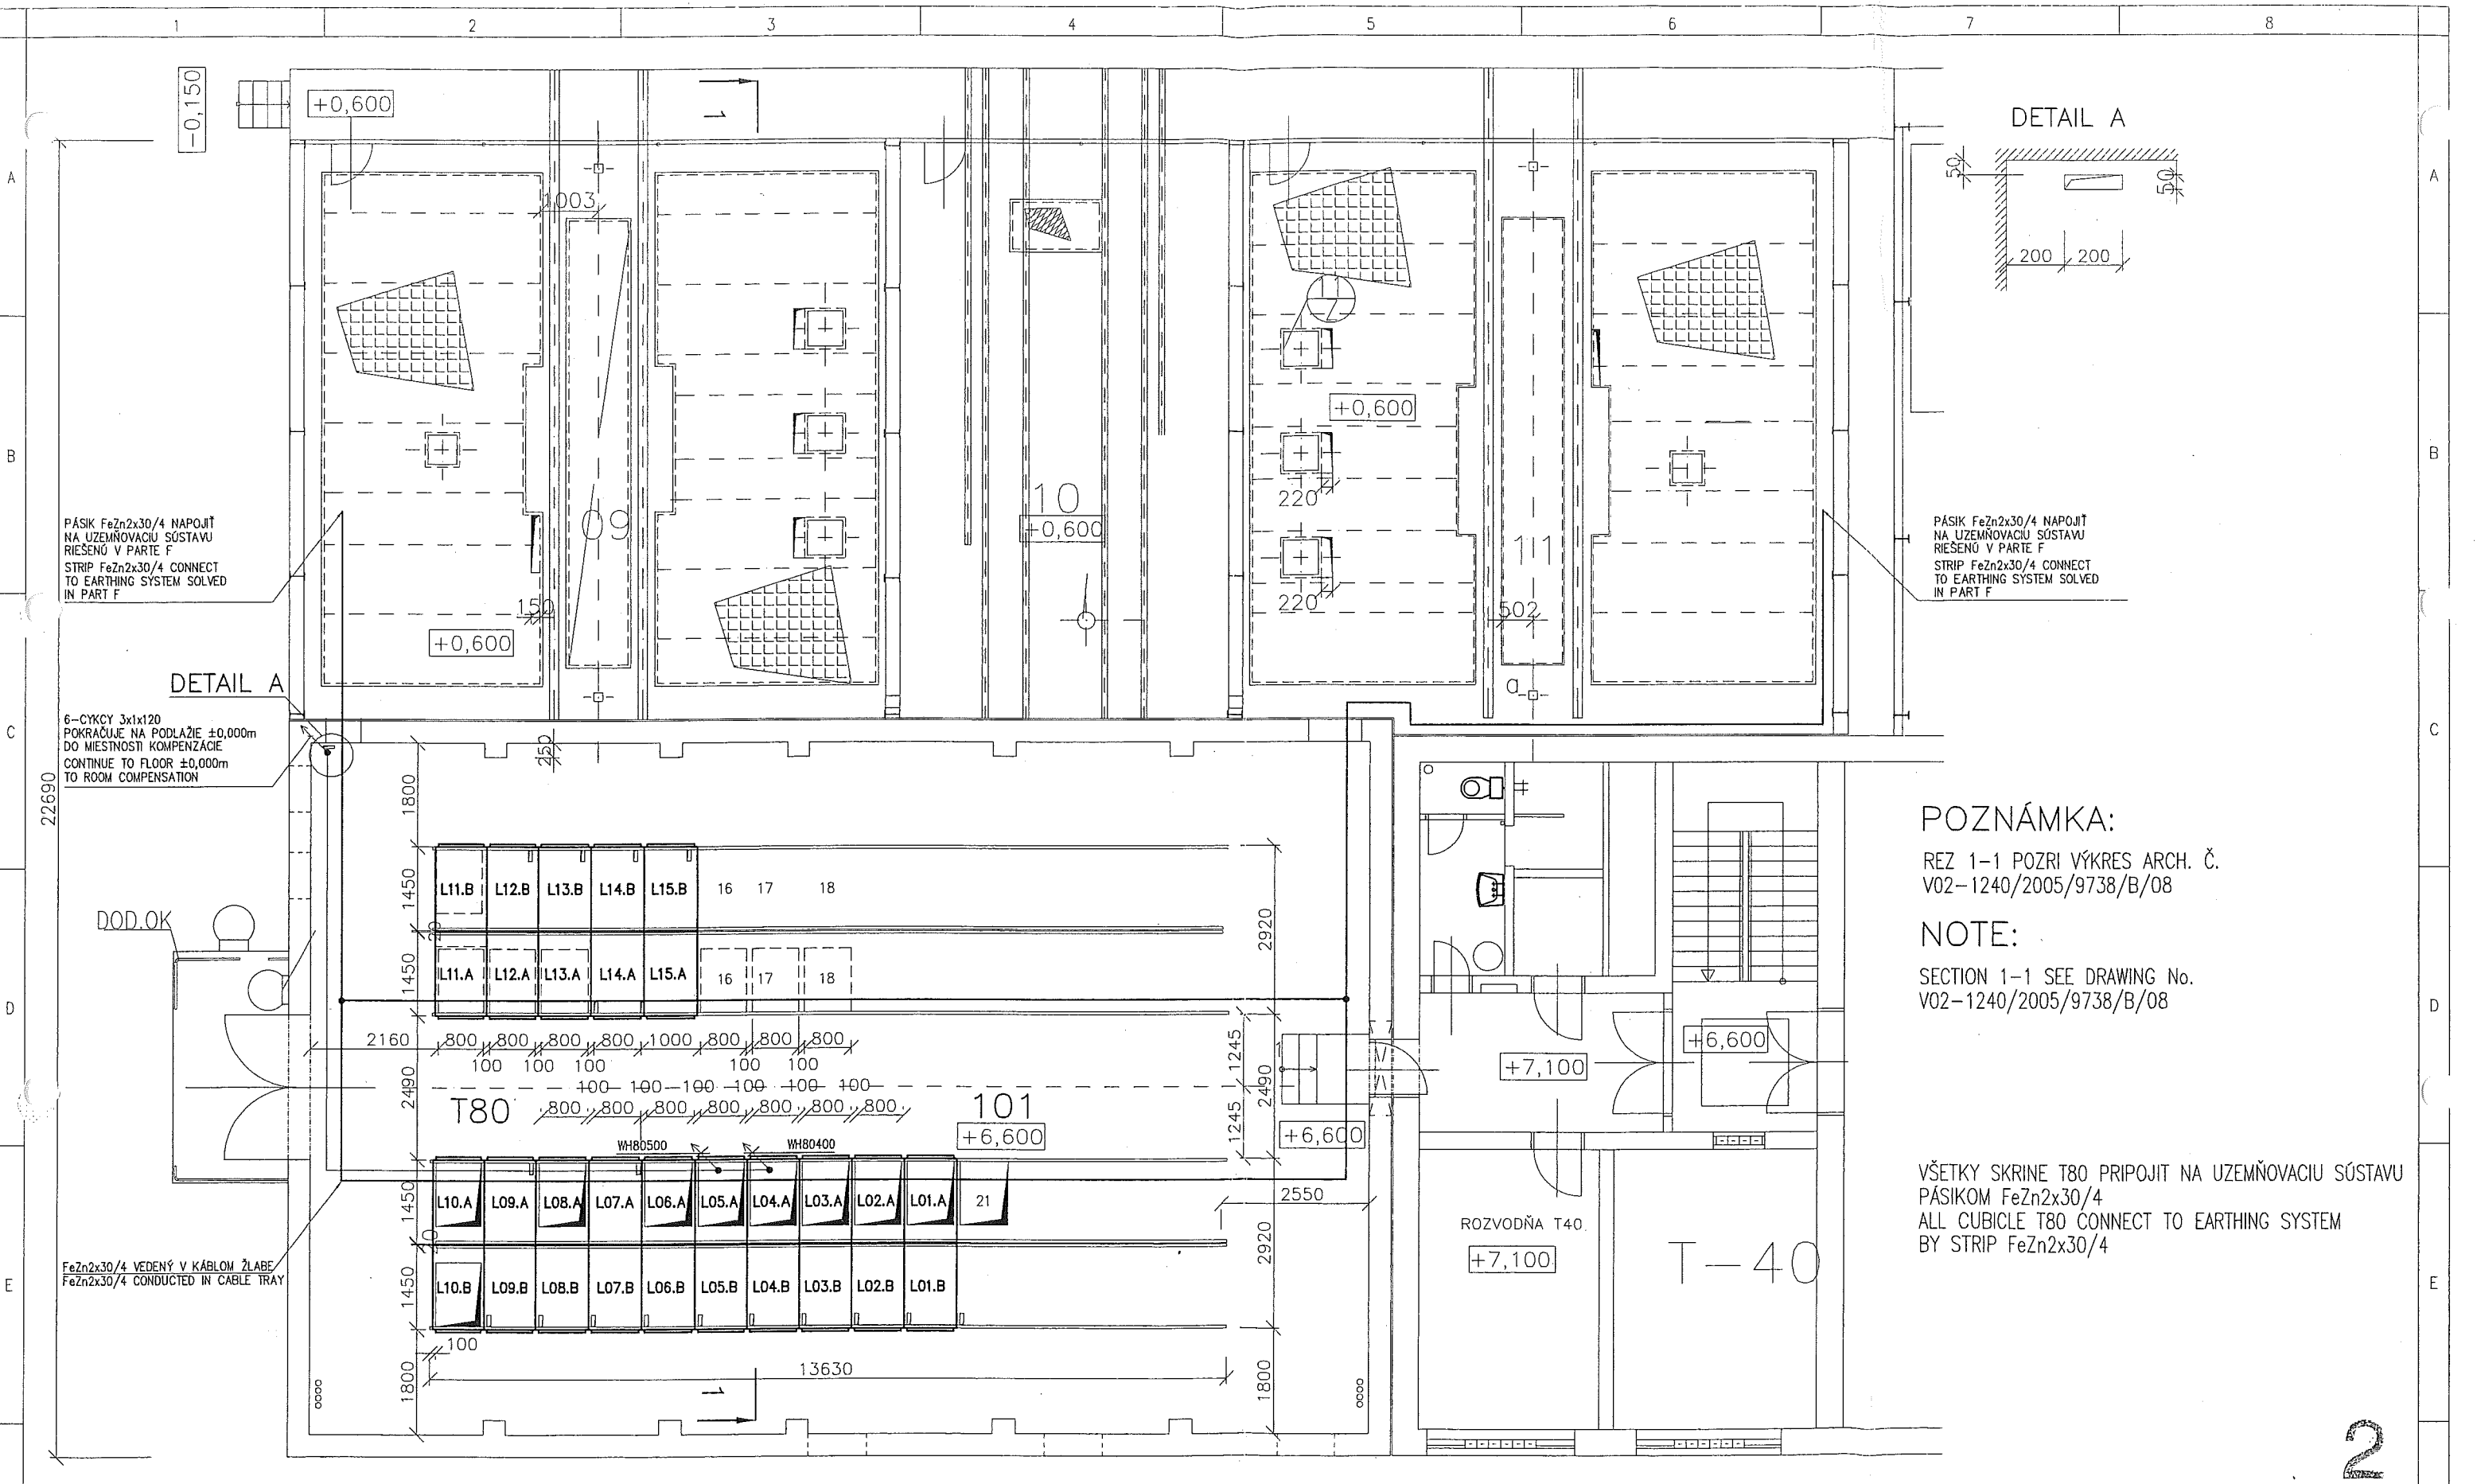 1 2 3 4 5 6 7 8
A
B
C
D
E
A
B
C
D
E
-0,150
+0,600
1
1003
09
150
+0,600
10
+0,600
11
7
+0,600
220
220
11
502
a
DETAIL A
50
50
200 200
PÁSIK FeZn2x30/4 NAPOJIŤ
NA UZEMŇOVACIU SÚSTAVU
RIEŠENÚ V PARTE F
STRIP FeZn2x30/4 CONNECT
TO EARTHING SYSTEM SOLVED
IN PART F
PÁSIK FeZn2x30/4 NAPOJIŤ
NA UZEMŇOVACIU SÚSTAVU
RIEŠENÚ V PARTE F
STRIP FeZn2x30/4 CONNECT
TO EARTHING SYSTEM SOLVED
IN PART F
DETAIL A
6-CYKCY 3x1x120
POKRAČUJE NA PODLAŽIE ±0,000m
DO MIESTNOSTI KOMPENZÁCIE
CONTINUE TO FLOOR ±0,000m
TO ROOM COMPENSATION
22690
250
1800
1450
1450
2490
1450
1450
1800
DOD.OK
L11.B L12.B L13.B L14.B L15.B 16 17 18
L11.A L12.A L13.A L14.A L15.A 16 17 18
2160 800 800 800 800 1000 800 800 800
100 100 100 100 100
100 100 100 100 100 100
800 800 800 800 800 800 800
T80
101
+6,600
WH80500 WH80400
L10.A L09.A L08.A L07.A L06.A L05.A L04.A L03.A L02.A L01.A 21
L10.B L09.B L08.B L07.B L06.B L05.B L04.B L03.B L02.B L01.B
100
13630
1
2920
1245
1245
2490
2920
1800
+6,600
2550
FeZn2x30/4 VEDENÝ V KÁBLOM ŽLABE
FeZn2x30/4 CONDUCTED IN CABLE TRAY
+7,100
+6,600
ROZVODŇA T40
+7,100
T-40
POZNÁMKA:
REZ 1-1 POZRI VÝKRES ARCH. Č.
V02-1240/2005/9738/B/08
NOTE:
SECTION 1-1 SEE DRAWING No.
V02-1240/2005/9738/B/08
VŠETKY SKRINE T80 PRIPOJIT NA UZEMŇOVACIU SÚSTAVU
PÁSIKOM FeZn2x30/4
ALL CUBICLE T80 CONNECT TO EARTHING SYSTEM
BY STRIP FeZn2x30/4
2